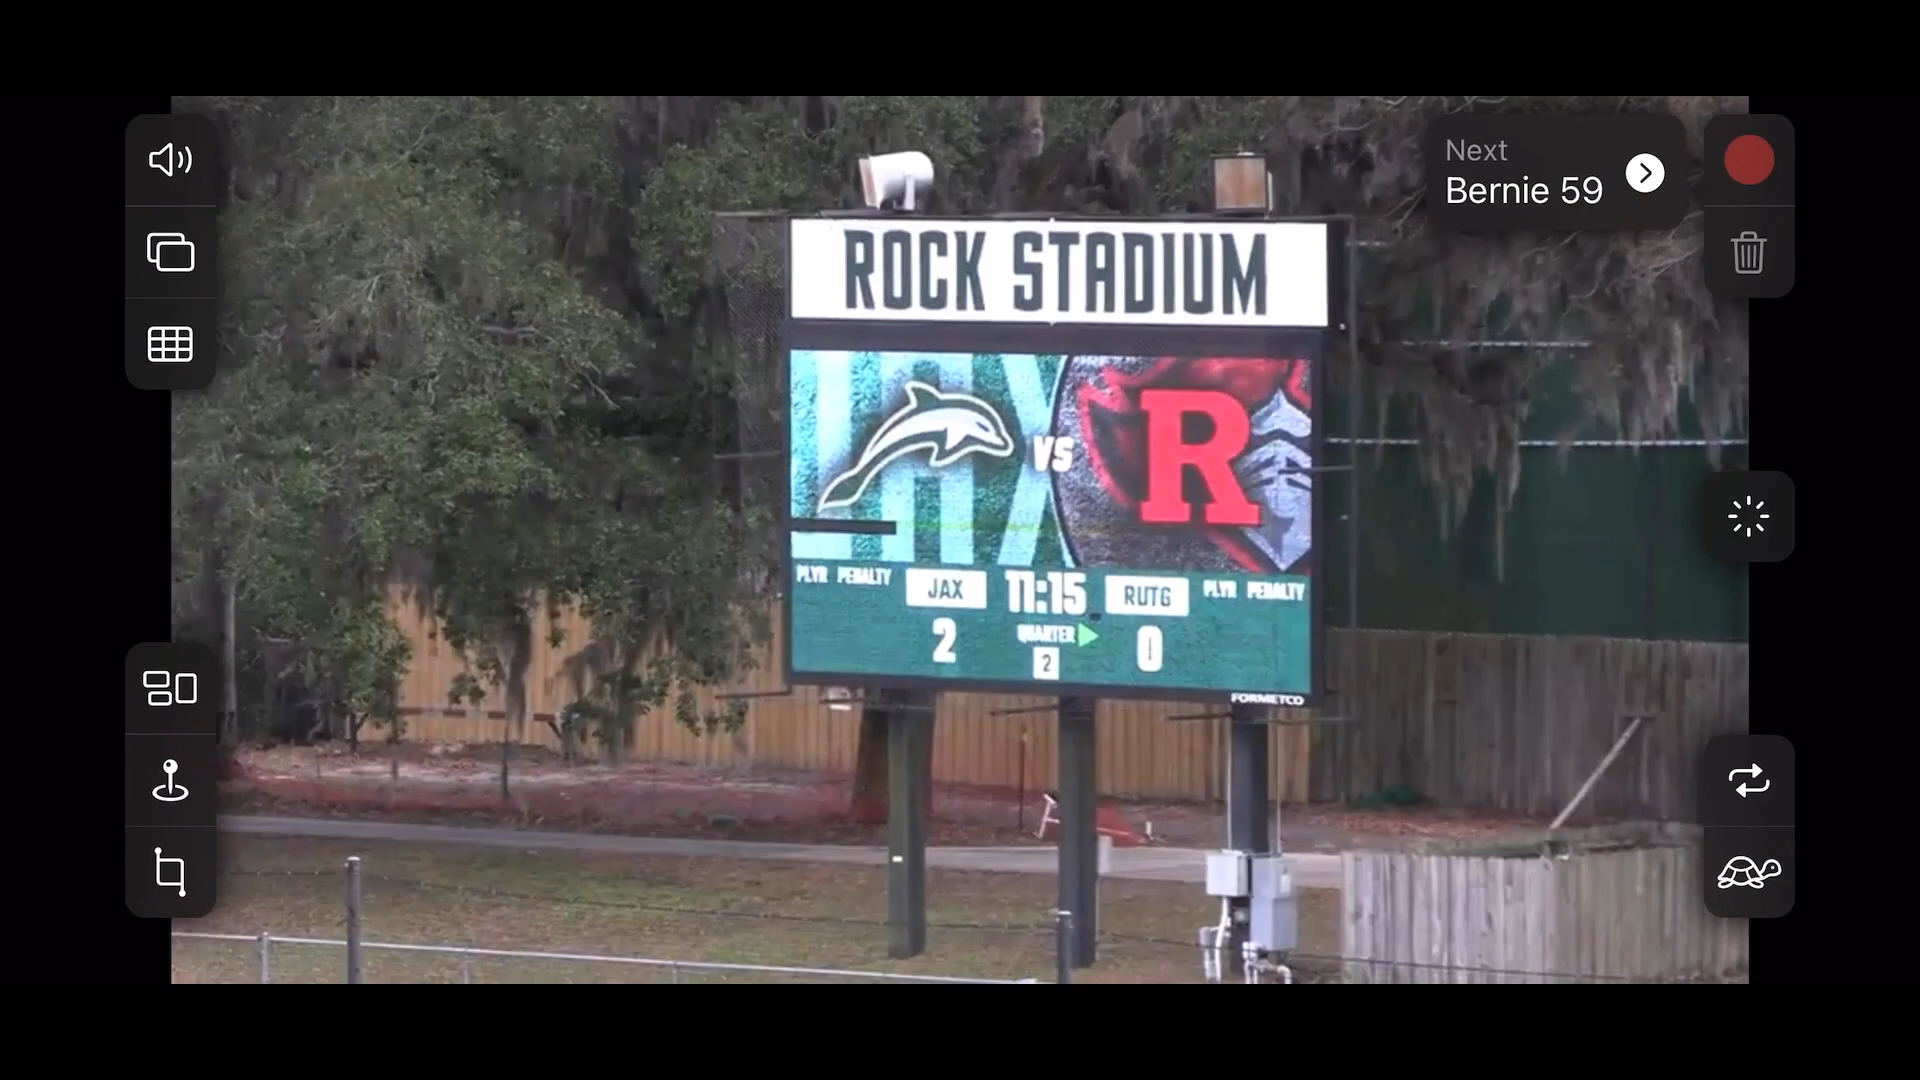 Next
Bernie 59
ROCK STADIUM
JAX
VS
R
PLYR PENALTY
JAX
11:15
RUTG
PLYR PENALTY
2
QUARTER
2
0
FORMETCO